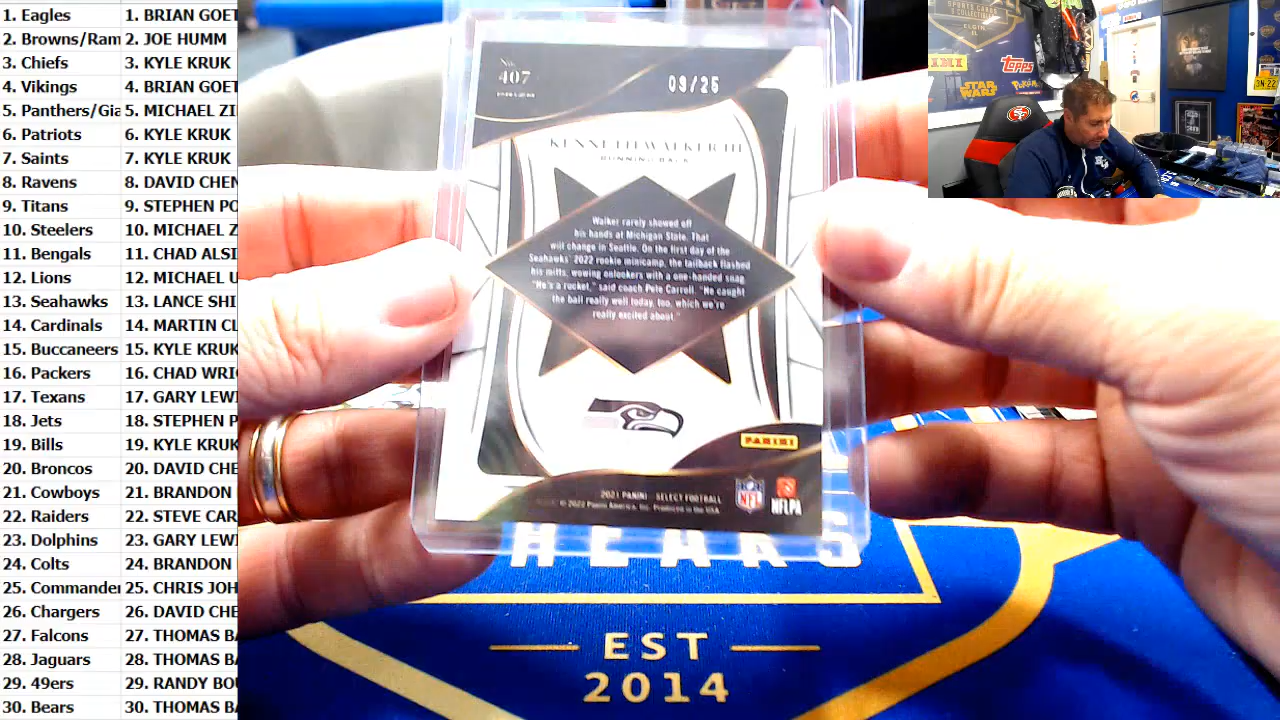 1. Eagles
2. Browns/Ram
3. Chiefs
4. Vikings
5. Panthers/Gia
6. Patriots
7. Saints
8. Ravens
9. Titans
10. Steelers
11. Bengals
12. Lions
13. Seahawks
14. Cardinals
15. Buccaneers
16. Packers
17. Texans
18. Jets
19. Bills
20. Broncos
21. Cowboys
22. Raiders
23. Dolphins
24. Colts
25. Commander
26. Chargers
27. Falcons
28. Jaguars
29. 49ers
30. Bears
1. BRIAN GOET
2. JOE HUMM
3. KYLE KRUK
4. BRIAN GOET
5. MICHAEL ZI
6. KYLE KRUK
7. KYLE KRUK
8. DAVID CHEN
9. STEPHEN PO
10. MICHAEL Z
11. CHAD ALSI
12. MICHAEL U
13. LANCE SHI
14. MARTIN CL
15. KYLE KRUK
16. CHAD WRI
17. GARY LEWI
18. STEPHEN P
19. KYLE KRUK
20. DAVID CHE
21. BRANDON
22. STEVE CAR
23. GARY LEWI
24. BRANDON
25. CHRIS JOH
26. DAVID CHE
27. THOMAS BA
28. THOMAS BA
29. RANDY BOU
30. THOMAS BA
No.
407
09/25
KENNETH WALKER III
RUNNING BACK
Walker rarely showed off
his hands at Michigan State. That
will change in Seattle. On the first day of the
Seahawks' 2022 rookie minicamp, the tailback flashed
his mitts, wowing onlookers with a one-handed snag.
"He's a rocket," said coach Pete Carroll. "He caught
the ball really well today, too, which we're
really excited about."
PANINI
2021 PANINI - SELECT FOOTBALL
© 2022 Panini America, Inc. Produced in the USA.
NFL
NFLPA
EST
2014
SPORTS CARDS
TOPPS
STAR
WARS
POKéMON